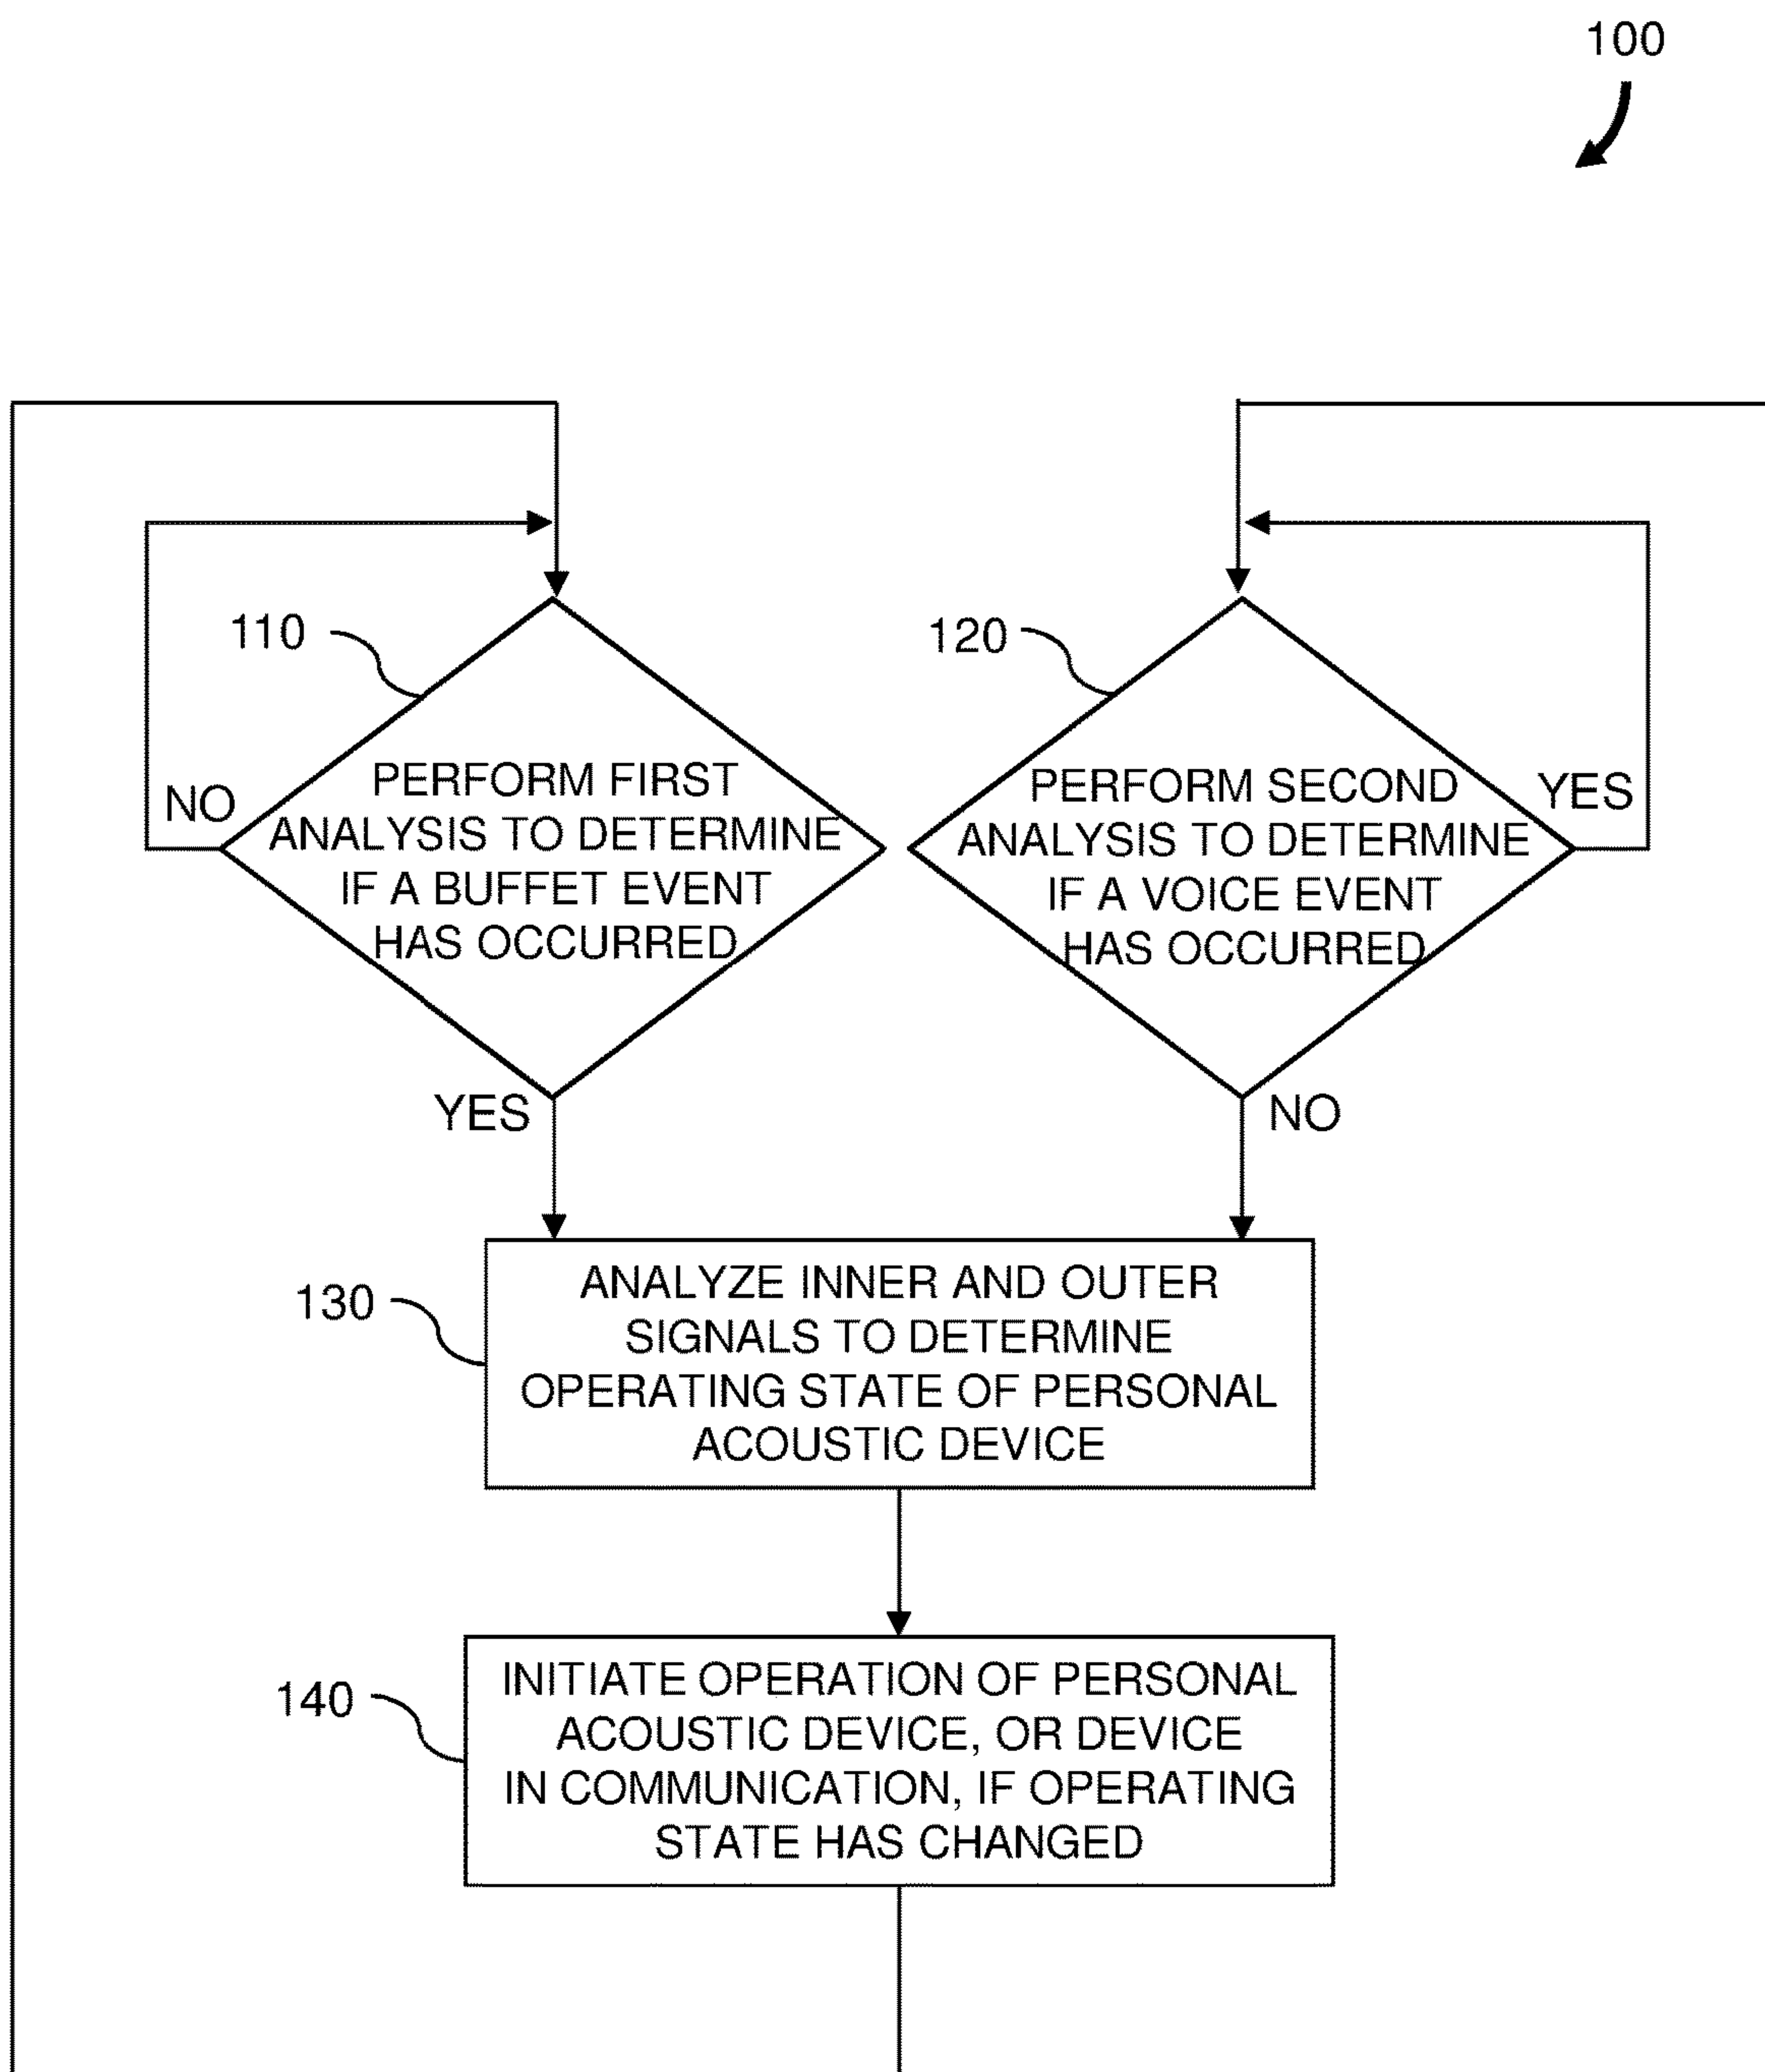 100
110
120
NO
PERFORM FIRST
ANALYSIS TO DETERMINE
IF A BUFFET EVENT
HAS OCCURRED
PERFORM SECOND
ANALYSIS TO DETERMINE
IF A VOICE EVENT
HAS OCCURRED
YES
YES
NO
130
ANALYZE INNER AND OUTER
SIGNALS TO DETERMINE
OPERATING STATE OF PERSONAL
ACOUSTIC DEVICE
140
INITIATE OPERATION OF PERSONAL
ACOUSTIC DEVICE, OR DEVICE
IN COMMUNICATION, IF OPERATING
STATE HAS CHANGED